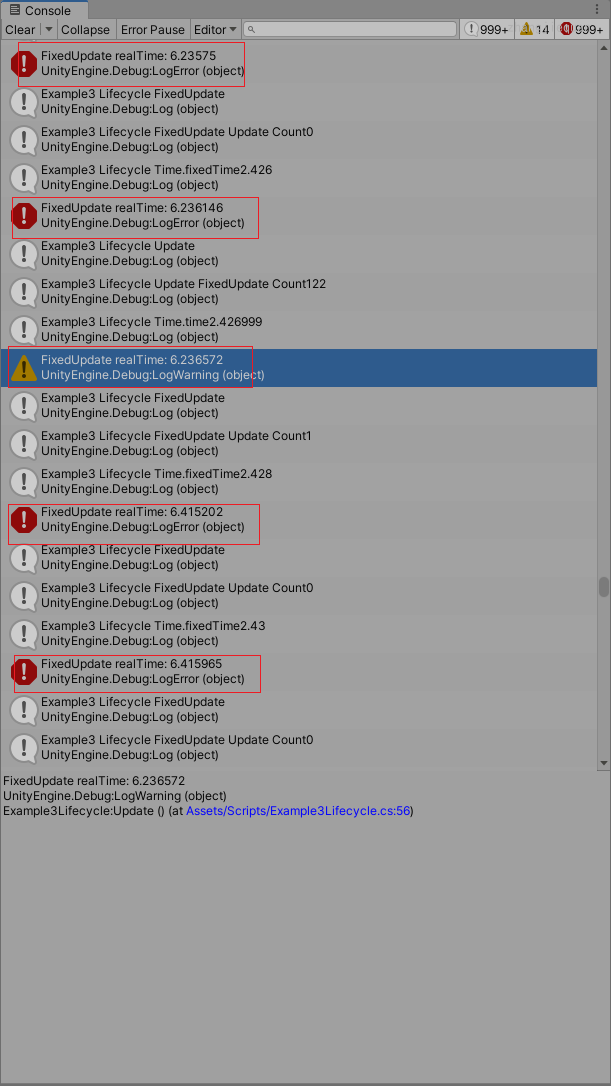 Console
Clear Collapse Error Pause Editor 999+ 14 999+
FixedUpdate realTime: 6.23575
UnityEngine.Debug:LogError (object)
Example3 Lifecycle FixedUpdate
UnityEngine.Debug:Log (object)
Example3 Lifecycle FixedUpdate Update Count0
UnityEngine.Debug:Log (object)
Example3 Lifecycle Time.fixedTime2.426
UnityEngine.Debug:Log (object)
FixedUpdate realTime: 6.236146
UnityEngine.Debug:LogError (object)
Example3 Lifecycle Update
UnityEngine.Debug:Log (object)
Example3 Lifecycle Update FixedUpdate Count122
UnityEngine.Debug:Log (object)
Example3 Lifecycle Time.time2.426999
UnityEngine.Debug:Log (object)
FixedUpdate realTime: 6.236572
UnityEngine.Debug:LogWarning (object)
Example3 Lifecycle FixedUpdate
UnityEngine.Debug:Log (object)
Example3 Lifecycle FixedUpdate Update Count1
UnityEngine.Debug:Log (object)
Example3 Lifecycle Time.fixedTime2.428
UnityEngine.Debug:Log (object)
FixedUpdate realTime: 6.415202
UnityEngine.Debug:LogError (object)
Example3 Lifecycle FixedUpdate
UnityEngine.Debug:Log (object)
Example3 Lifecycle FixedUpdate Update Count0
UnityEngine.Debug:Log (object)
Example3 Lifecycle Time.fixedTime2.43
UnityEngine.Debug:Log (object)
FixedUpdate realTime: 6.415965
UnityEngine.Debug:LogError (object)
Example3 Lifecycle FixedUpdate
UnityEngine.Debug:Log (object)
Example3 Lifecycle FixedUpdate Update Count0
UnityEngine.Debug:Log (object)
FixedUpdate realTime: 6.236572
UnityEngine.Debug:LogWarning (object)
Example3Lifecycle:Update () (at Assets/Scripts/Example3Lifecycle.cs:56)